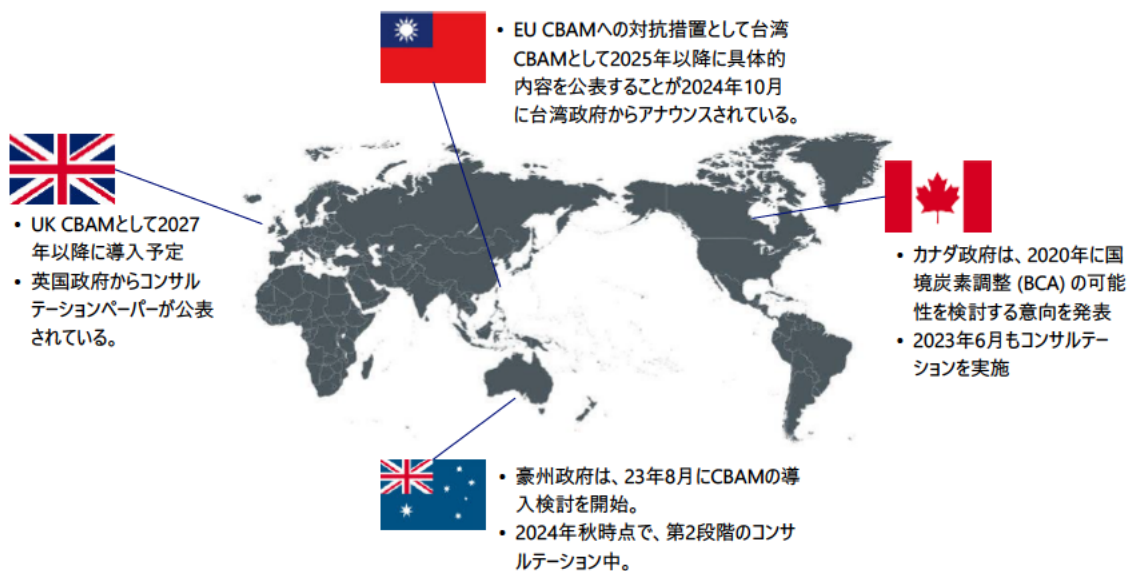 • EU CBAMへの対抗措置として台湾
CBAMとして2025年以降に具体的
内容を公表することが2024年10月
に台湾政府からアナウンスされている。
• UK CBAMとして2027
年以降に導入予定
• 英国政府からコンサル
テーションペーパーが公表
されている。
• カナダ政府は、2020年に国
境炭素調整 (BCA) の可能
性を検討する意向を発表
• 2023年6月もコンサルテー
ションを実施
• 豪州政府は、23年8月にCBAMの導
入検討を開始。
• 2024年秋時点で、第2段階のコンサ
ルテーション中。